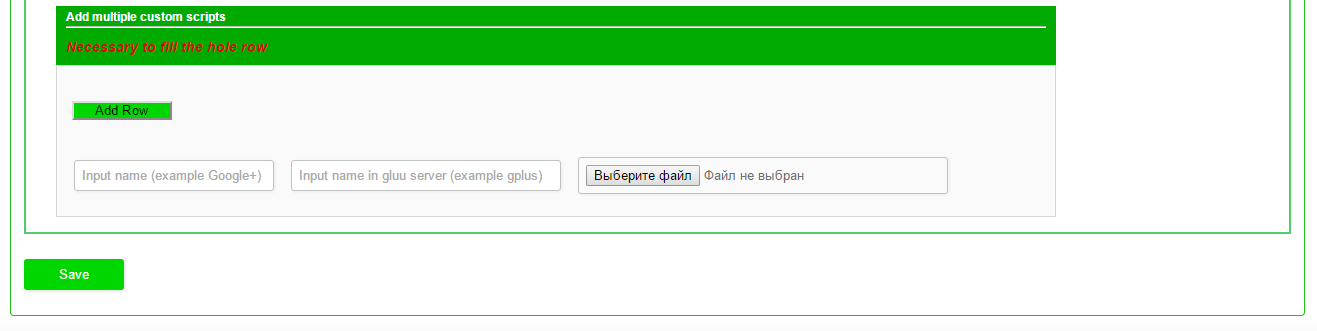 Add multiple custom scripts
Necessary to fill the hole row
Add Row
Input name (example Google+) Input name in gluu server (example gplus) Выберите файл Файл не выбран
Save